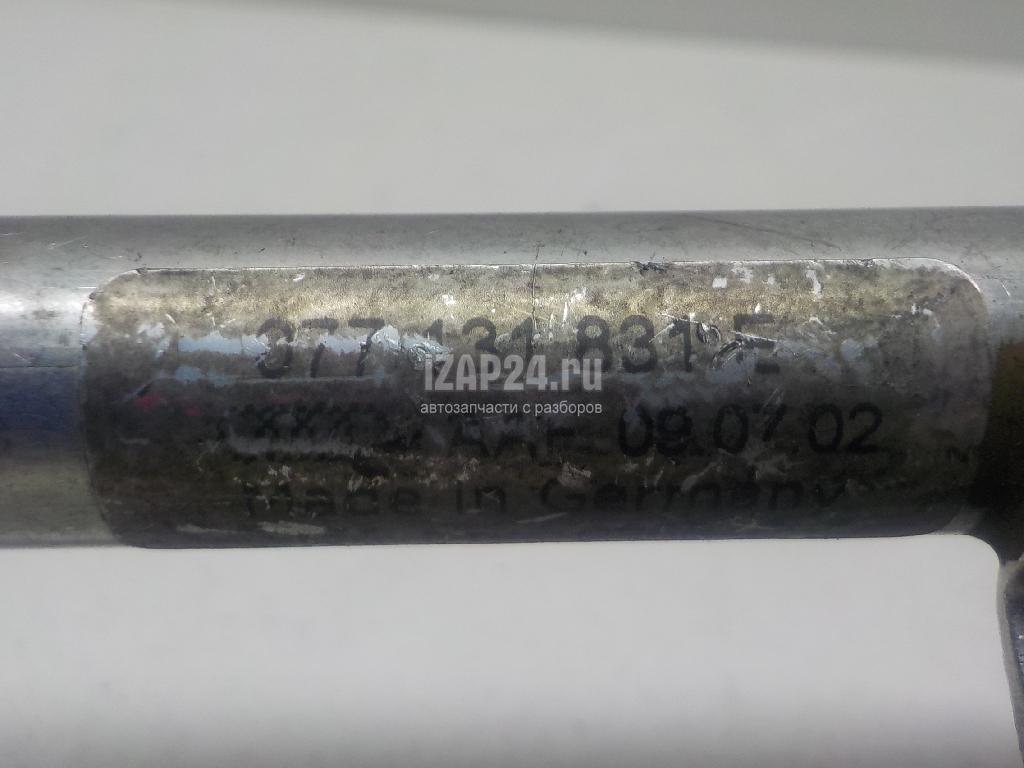 377 131 831 E
IZAP24.ru
автозапчасти с разборов
09.07.02
Made in Germany